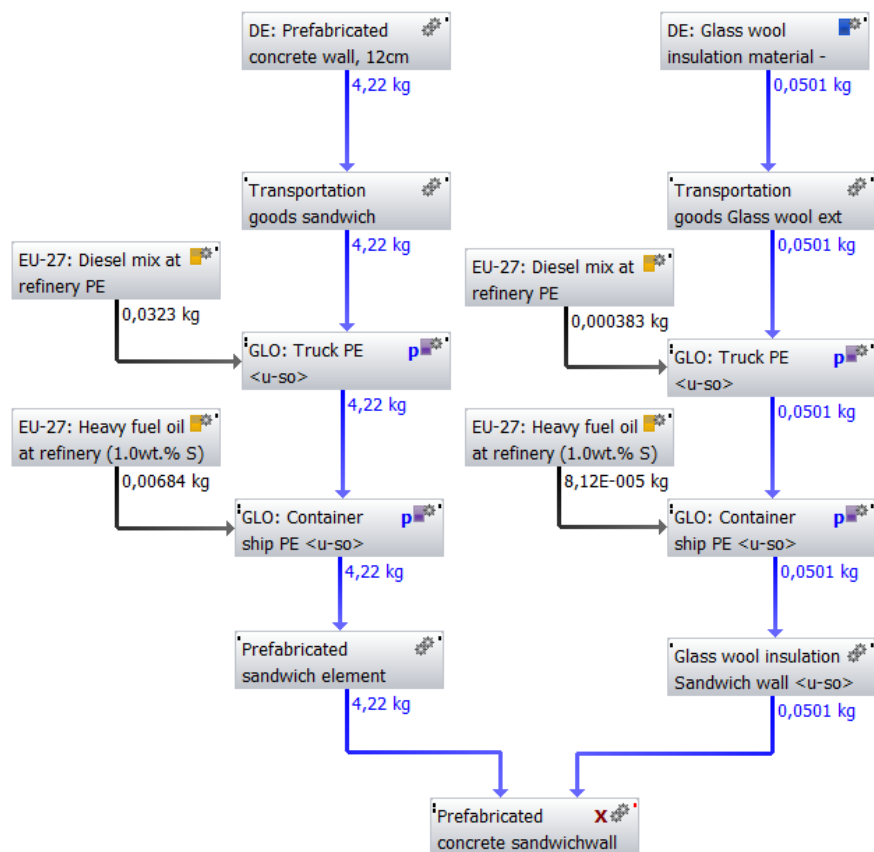 DE: Prefabricated
concrete wall, 12cm
4,22 kg
Transportation
goods sandwich
4,22 kg
EU-27: Diesel mix at
refinery PE
0,0323 kg
GLO: Truck PE
<u-so>
p
4,22 kg
EU-27: Heavy fuel oil
at refinery (1.0wt.% S)
0,00684 kg
GLO: Container
ship PE <u-so>
p
4,22 kg
Prefabricated
sandwich element
4,22 kg
DE: Glass wool
insulation material -
0,0501 kg
Transportation
goods Glass wool ext
0,0501 kg
EU-27: Diesel mix at
refinery PE
0,000383 kg
GLO: Truck PE
<u-so>
p
0,0501 kg
EU-27: Heavy fuel oil
at refinery (1.0wt.% S)
8,12E-005 kg
GLO: Container
ship PE <u-so>
p
0,0501 kg
Glass wool insulation
Sandwich wall <u-so>
0,0501 kg
Prefabricated X
concrete sandwichwall